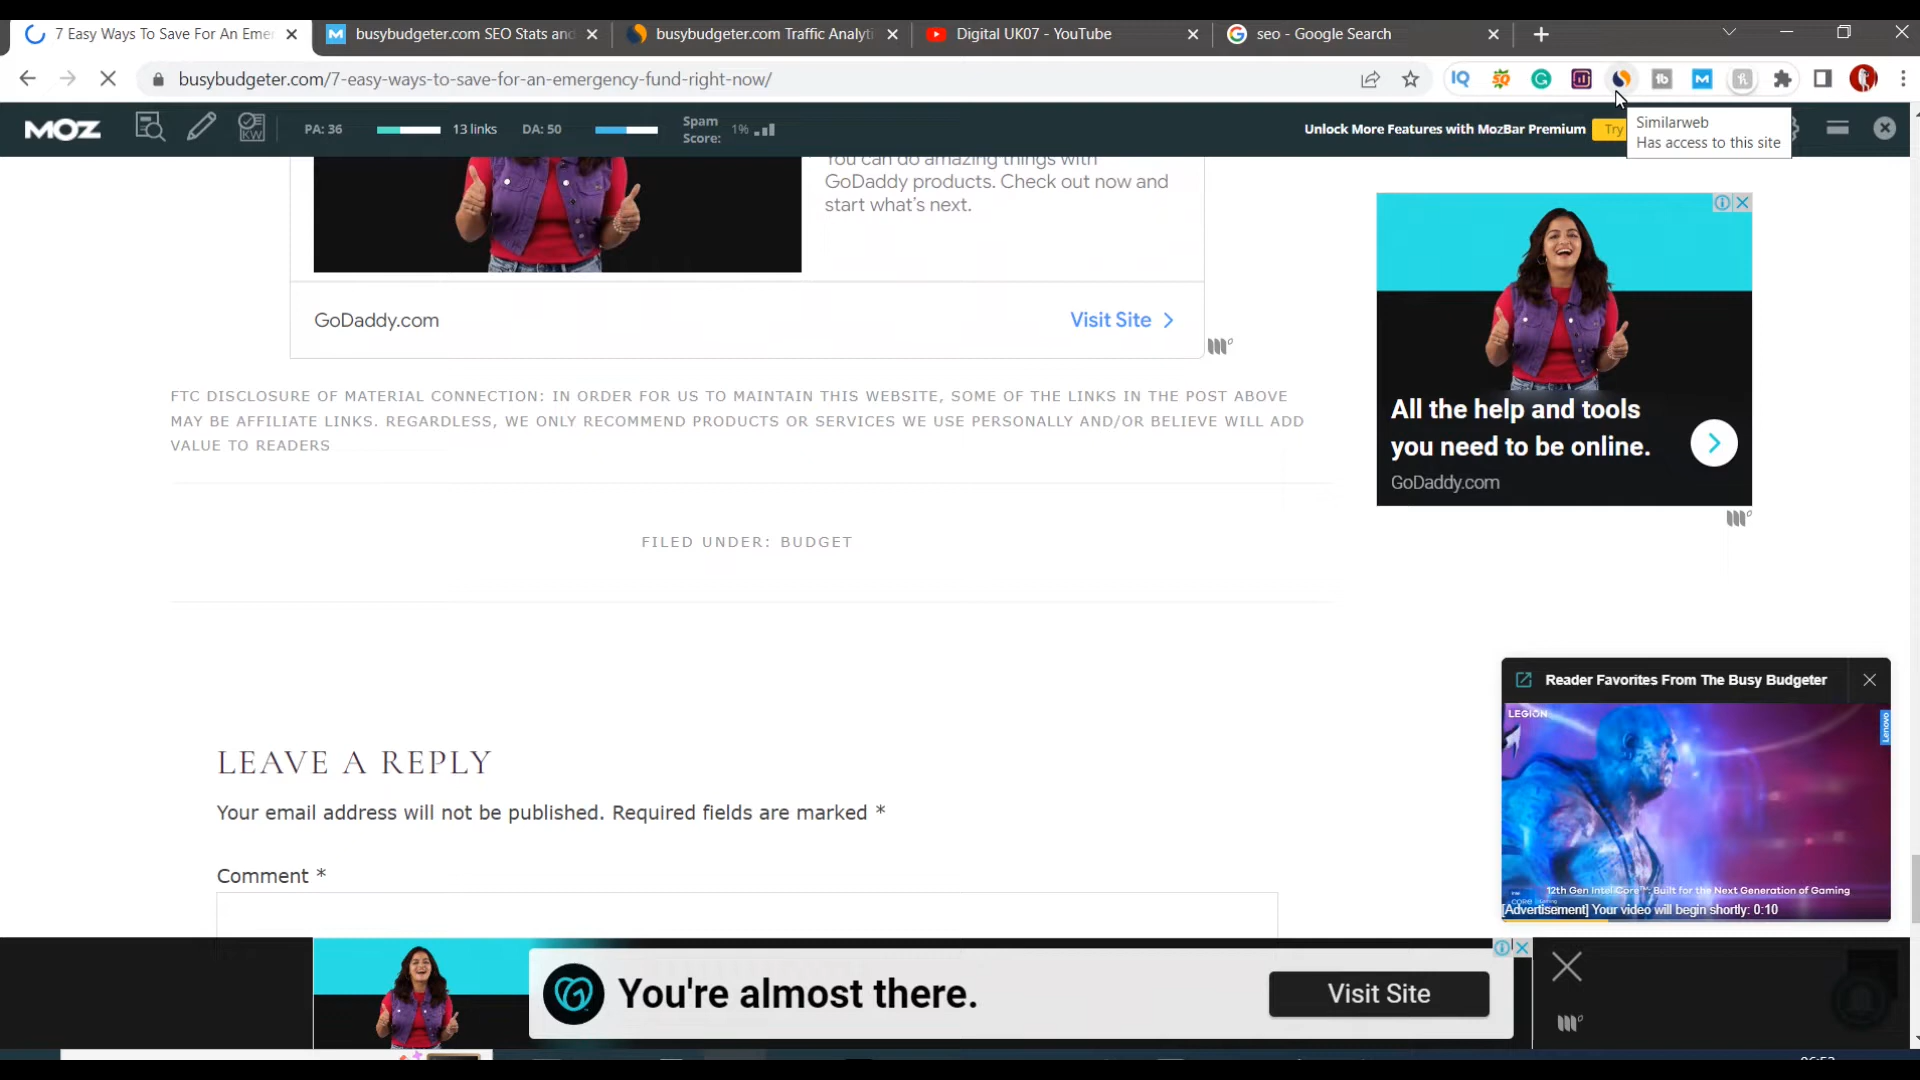 7 Easy Ways To Save For An Eme
busybudgeter.com SEO Stats and
busybudgeter.com Traffic Analyti
Digital UK07 - YouTube
seo - Google Search
busybudgeter.com/7-easy-ways-to-save-for-an-emergency-fund-right-now/
MOZ
PA: 36
13 links
DA: 50
Spam
Score:
1%
Unlock More Features with MozBar Premium
Try
Similarweb
Has access to this site
You can do amazing things with
GoDaddy products. Check out now and
start what's next.
GoDaddy.com
Visit Site
FTC DISCLOSURE OF MATERIAL CONNECTION: IN ORDER FOR US TO MAINTAIN THIS WEBSITE, SOME OF THE LINKS IN THE POST ABOVE
MAY BE AFFILIATE LINKS. REGARDLESS, WE ONLY RECOMMEND PRODUCTS OR SERVICES WE USE PERSONALLY AND/OR BELIEVE WILL ADD
VALUE TO READERS
All the help and tools
you need to be online.
GoDaddy.com
FILED UNDER: BUDGET
Reader Favorites From The Busy Budgeter
LEGION
Lenovo
12th Gen Intel Core™: Built for the Next Generation of Gaming
[Advertisement] Your video will begin shortly: 0:10
LEAVE A REPLY
Your email address will not be published. Required fields are marked *
Comment *
You're almost there.
Visit Site